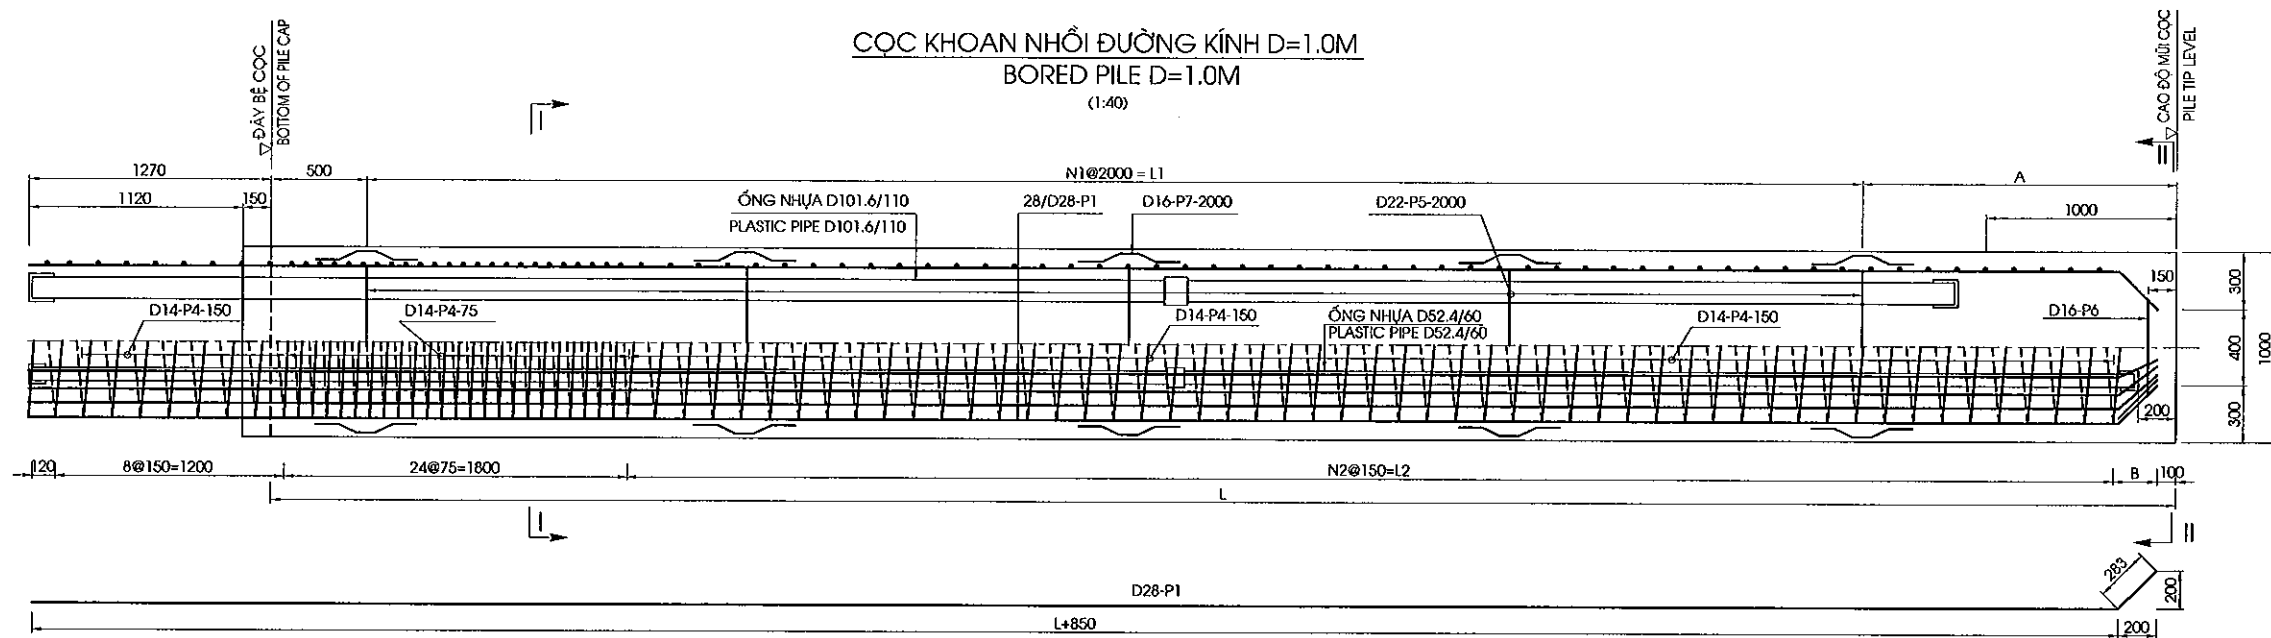 CỌC KHOAN NHỒI ĐƯỜNG KÍNH D=1.0M
BORED PILE D=1.0M
(1:40)
ĐÁY BỆ CỌC
BOTTOM OF PILE CAP
CAO ĐỘ MŨI CỌC
PILE TIP LEVEL
I
II
1270
500
N1@2000 = L1
A
1120
150
ỐNG NHỰA D101.6/110
PLASTIC PIPE D101.6/110
28/D28-P1
D16-P7-2000
D22-P5-2000
1000
150
300
D14-P4-150
D14-P4-75
D14-P4-150
ỐNG NHỰA D52.4/60
PLASTIC PIPE D52.4/60
D14-P4-150
D16-P6
400
1000
200
300
120
8@150=1200
24@75=1800
N2@150=L2
B
100
L
I
II
D28-P1
283
200
L+850
200